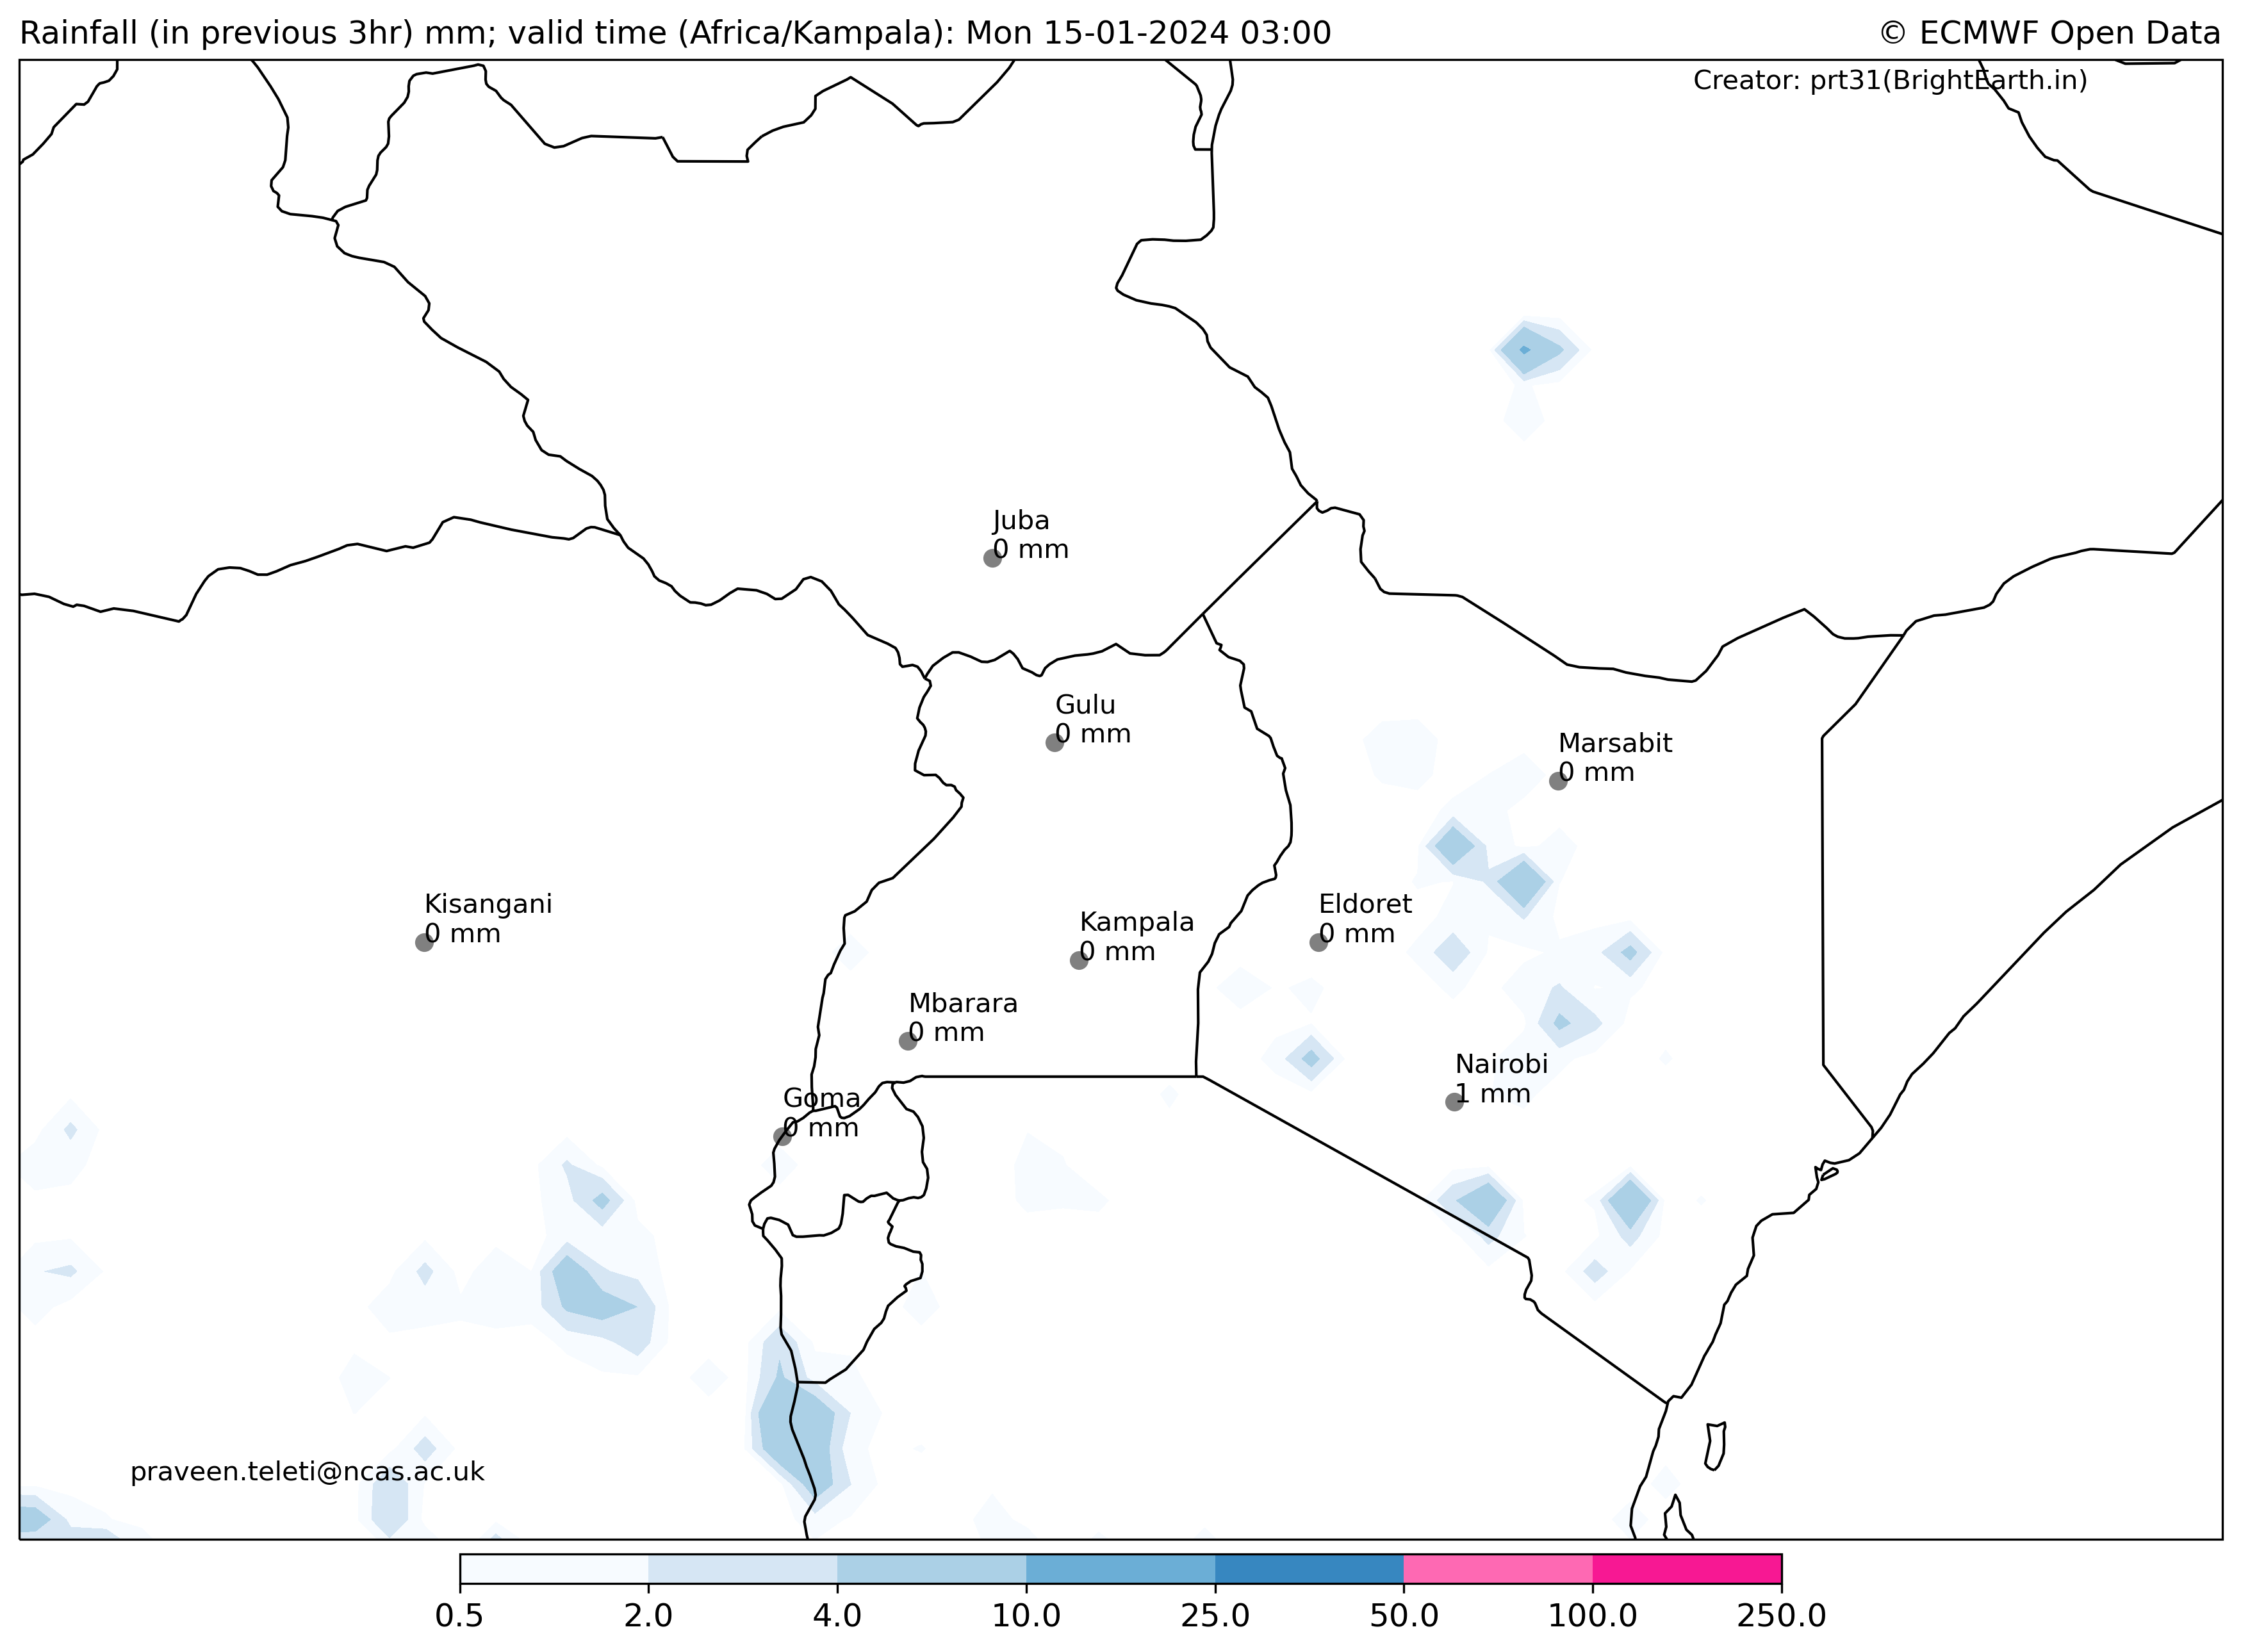 Rainfall (in previous 3hr) mm; valid time (Africa/Kampala): Mon 15-01-2024 03:00
© ECMWF Open Data
Creator: prt31(BrightEarth.in)
Juba
0 mm
Gulu
0 mm
Marsabit
0 mm
Kisangani
0 mm
Eldoret
0 mm
Kampala
0 mm
Mbarara
0 mm
Nairobi
1 mm
Goma
0 mm
praveen.teleti@ncas.ac.uk
0.5 2.0 4.0 10.0 25.0 50.0 100.0 250.0